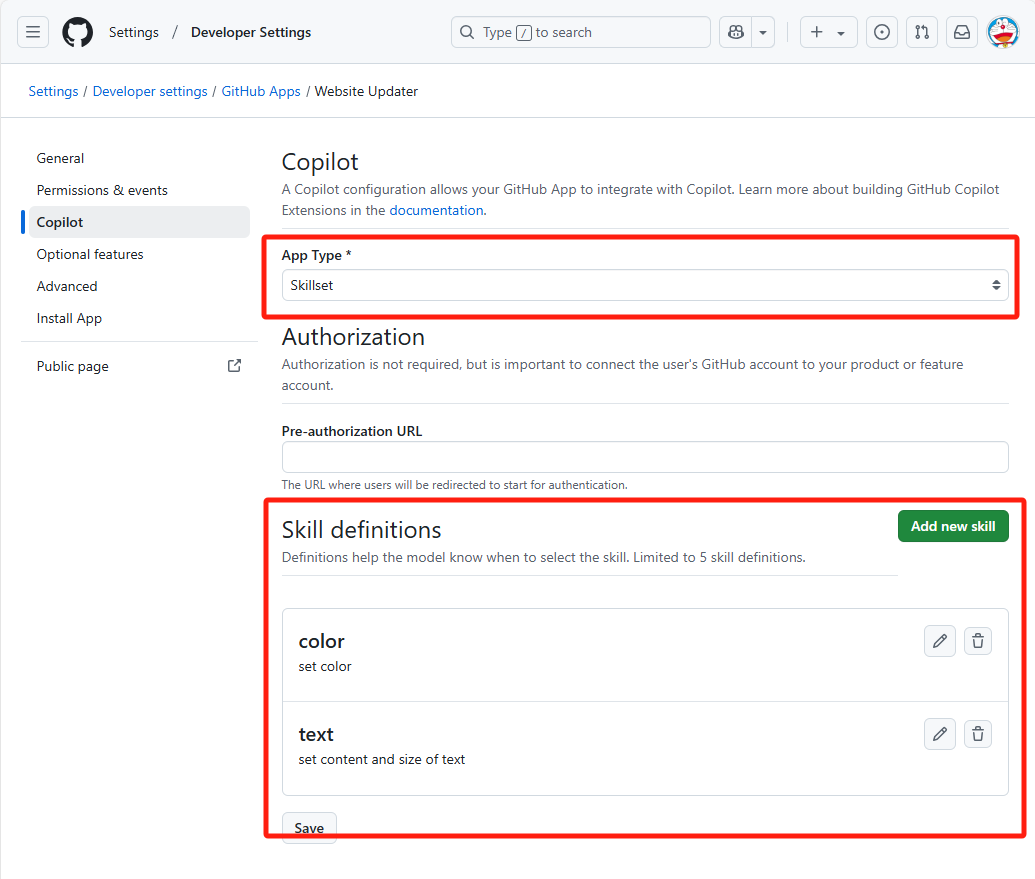 Settings / Developer Settings
Type / to search
Settings / Developer settings / GitHub Apps / Website Updater
General
Permissions & events
Copilot
Optional features
Advanced
Install App
Public page
Copilot
A Copilot configuration allows your GitHub App to integrate with Copilot. Learn more about building GitHub Copilot
Extensions in the documentation.
App Type *
Skillset
Authorization
Authorization is not required, but is important to connect the user's GitHub account to your product or feature
account.
Pre-authorization URL
The URL where users will be redirected to start for authentication.
Skill definitions
Add new skill
Definitions help the model know when to select the skill. Limited to 5 skill definitions.
color
set color
text
set content and size of text
Save